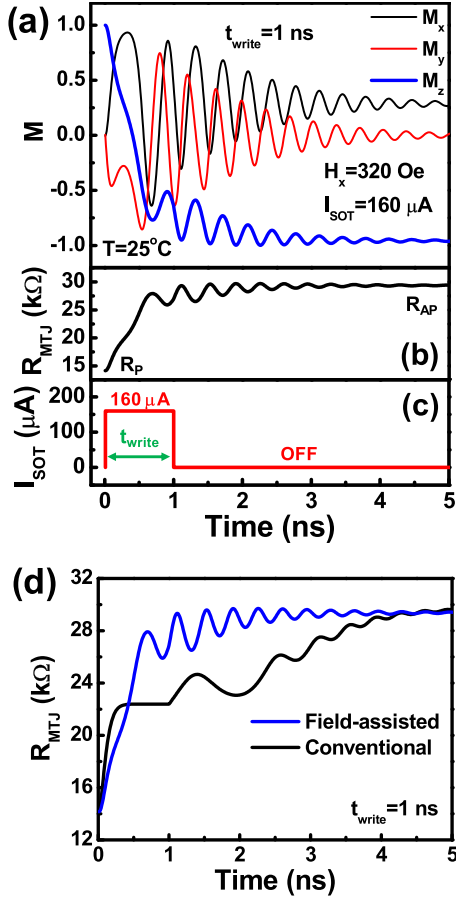 (a)
t_write=1 ns
M_x
M_y
M_z
1.0
0.5
0.0
-0.5
-1.0
M
H_x=320 Oe
I_SOT=160 μA
T=25°C
30
25
20
15
R_MTJ (kΩ)
R_P
R_AP
(b)
200
150
100
50
0
I_SOT (μA)
160 μA
t_write
OFF
(c)
0 1 2 3 4 5
Time (ns)
(d)
32
28
24
20
16
12
R_MTJ (kΩ)
Field-assisted
Conventional
t_write=1 ns
0 1 2 3 4 5
Time (ns)